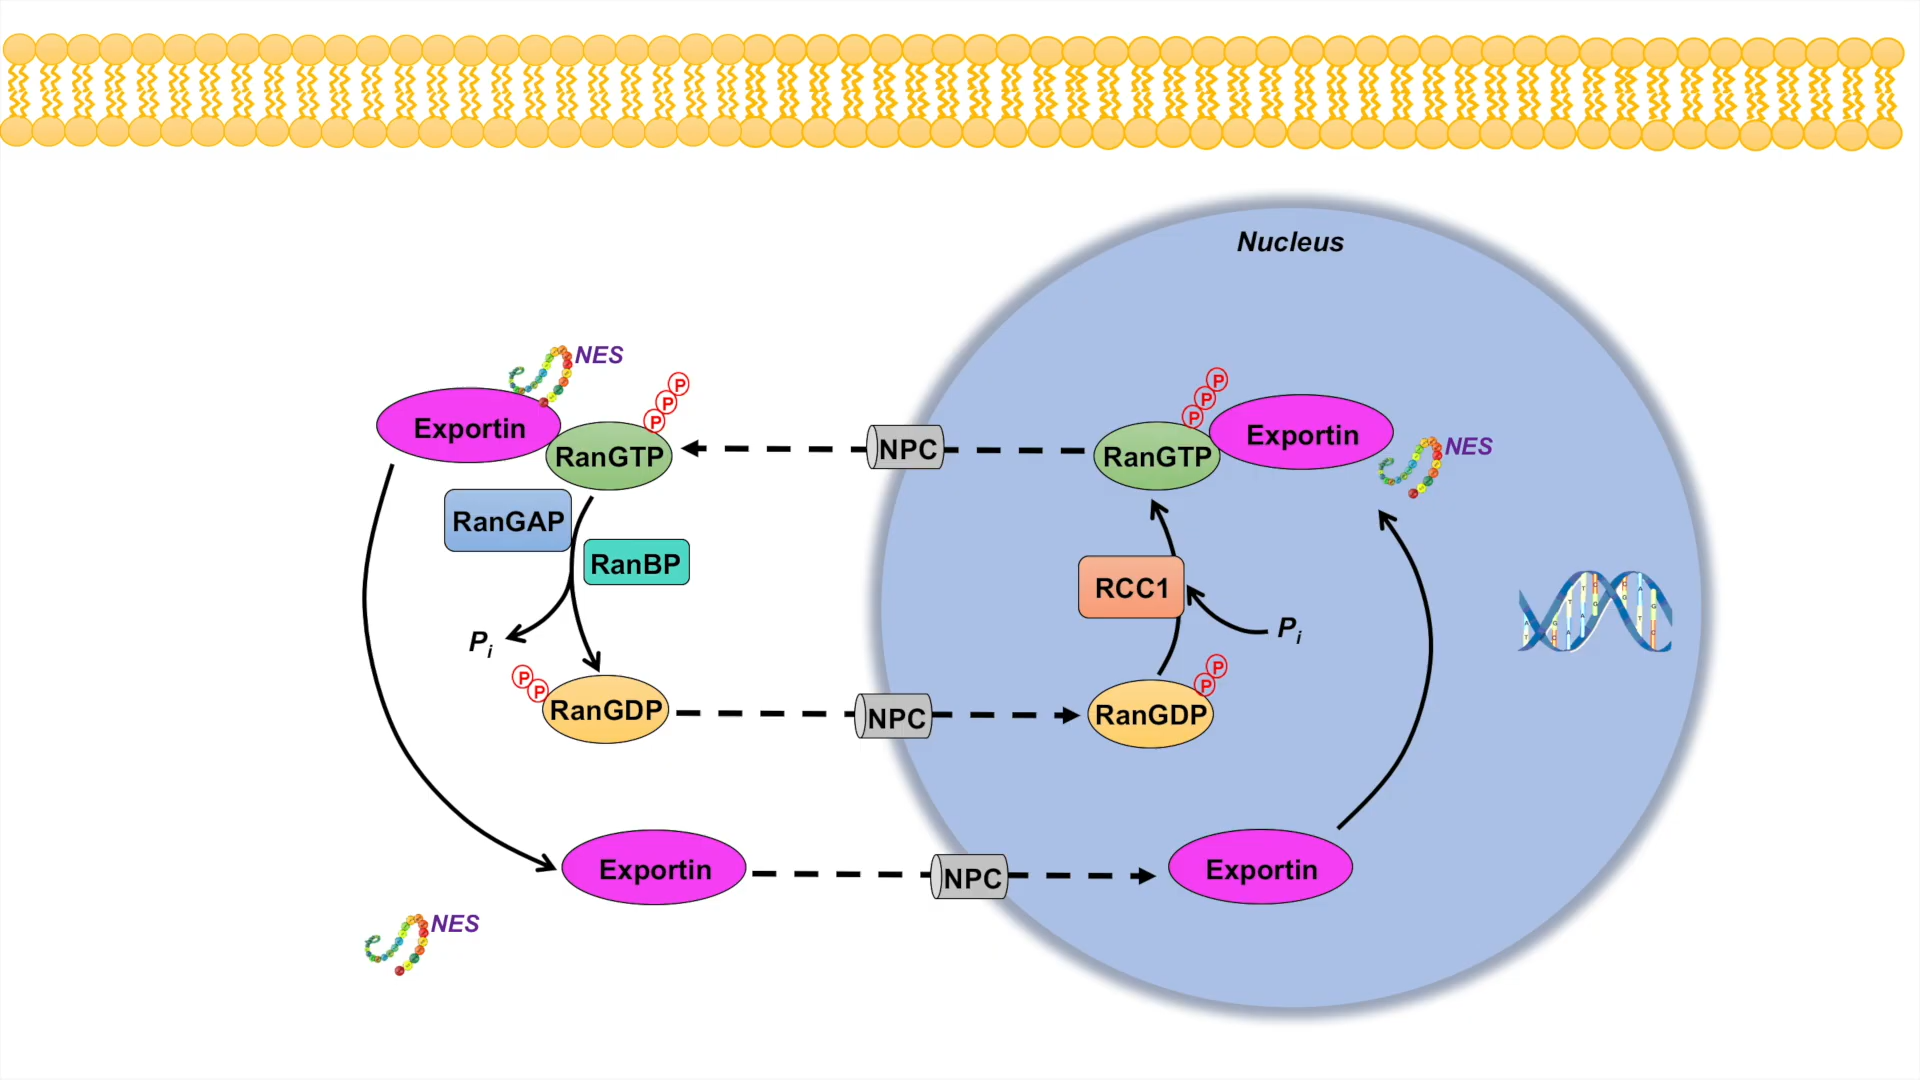 Nucleus
NES
P
P
P
Exportin
RanGTP
NPC
P
P
P
RanGTP
Exportin
NES
RanGAP
RanBP
RCC1
Pi
Pi
P
P
RanGDP
NPC
P
P
RanGDP
Exportin
NPC
Exportin
NES